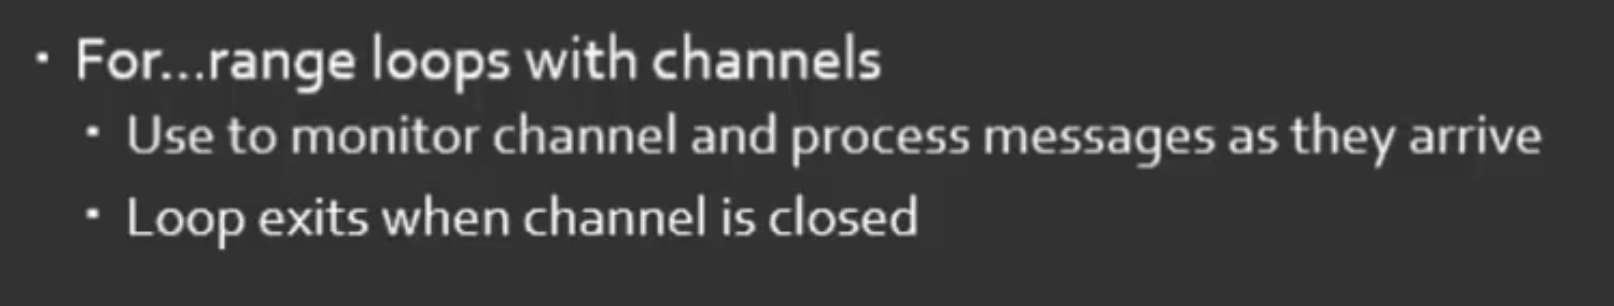 · For...range loops with channels
· Use to monitor channel and process messages as they arrive
· Loop exits when channel is closed